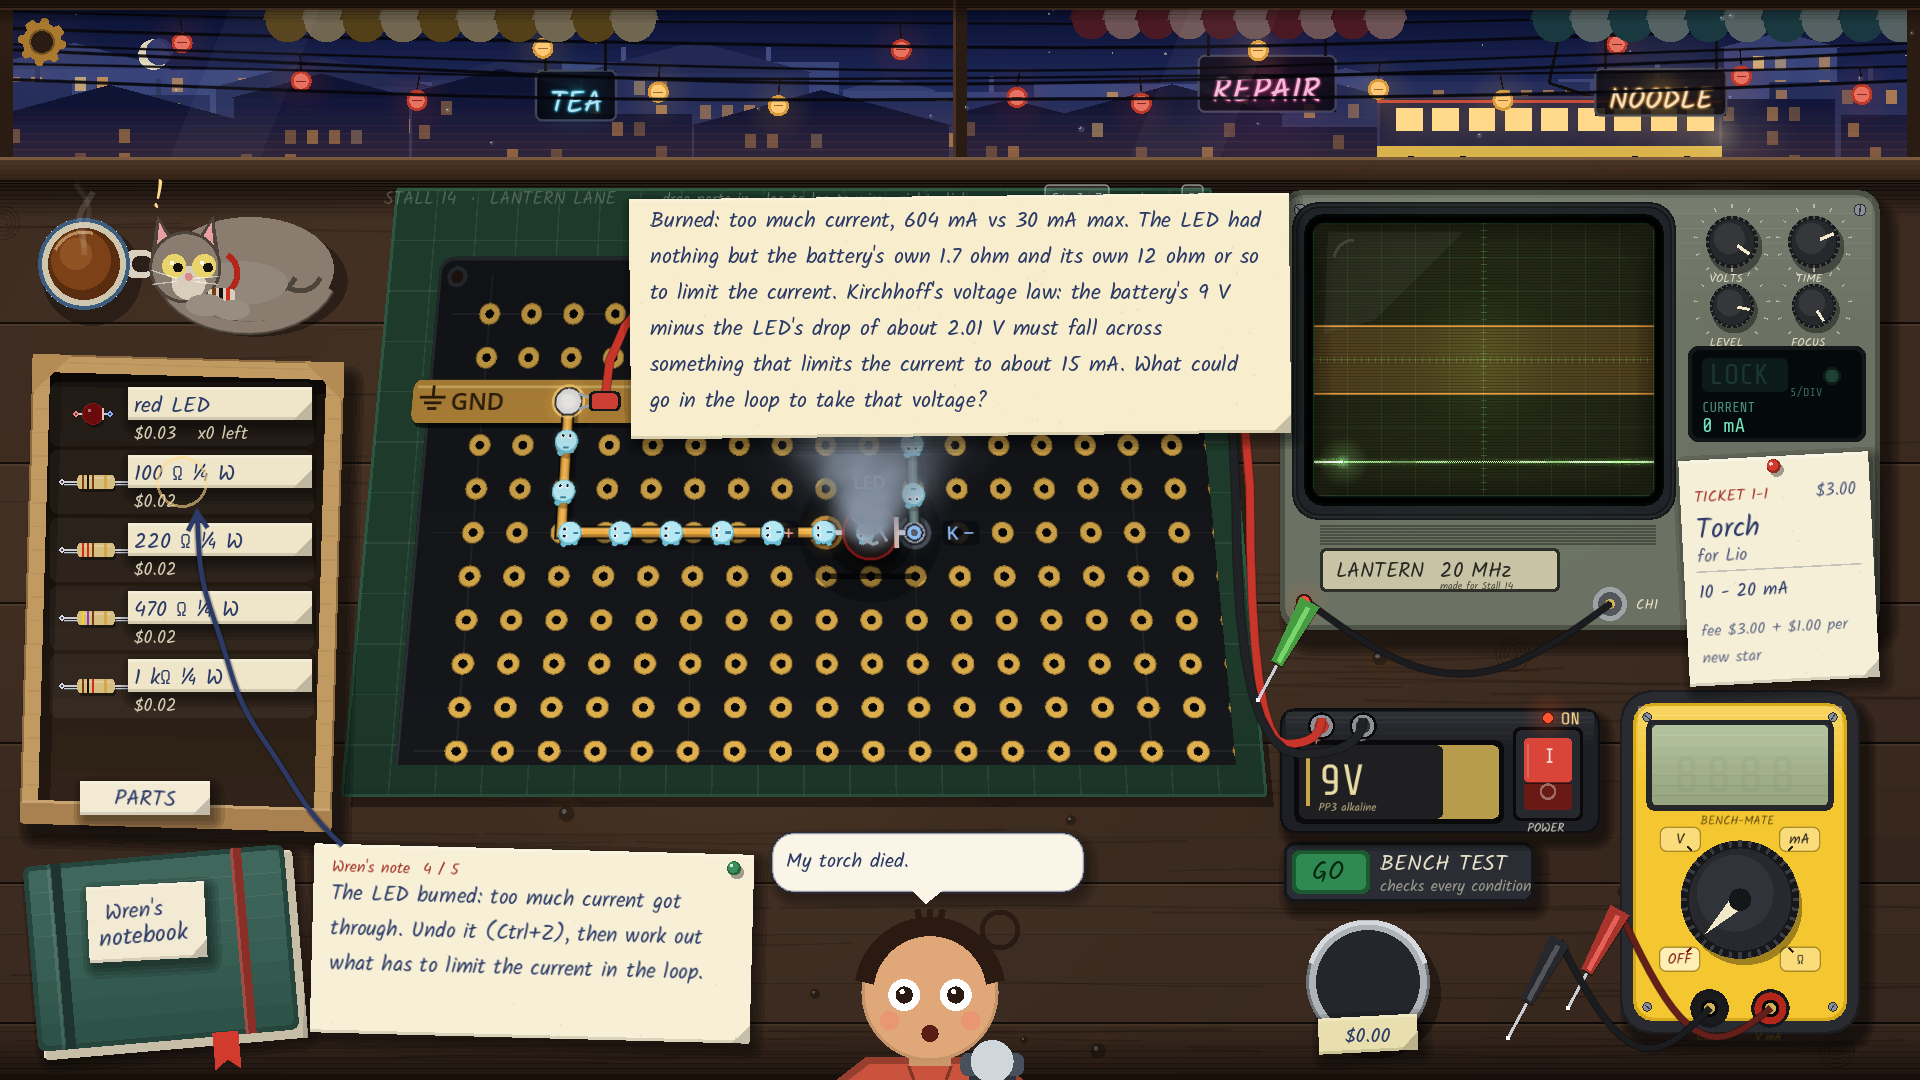 TEA
REPAIR
NOODLE
STALL 14 · LANTERN LANE
Burned: too much current, 604 mA vs 30 mA max. The LED had
nothing but the battery's own 1.7 ohm and its own 12 ohm or so
to limit the current. Kirchhoff's voltage law: the battery's 9 V
minus the LED's drop of about 2.01 V must fall across
something that limits the current to about 15 mA. What could
go in the loop to take that voltage?
red LED
$0.03 x0 left
100 Ω ¼ W
$0.02
220 Ω ¼ W
$0.02
470 Ω ¼ W
$0.02
1 kΩ ¼ W
$0.02
PARTS
GND
LED
K −
VOLTS
TIME
LEVEL
FOCUS
LOCK
S/DIV
CURRENT
0 mA
LANTERN 20 MHz
made for Stall 14
CH1
TICKET 1-1
$3.00
Torch
for Lio
10 - 20 mA
fee $3.00 + $1.00 per
new star
ON
9V
PP3 alkaline
I
POWER
GO
BENCH TEST
checks every condition
BENCH-MATE
V
mA
OFF
Ω
$0.00
Wren's
notebook
Wren's note 4 / 5
The LED burned: too much current got
through. Undo it (Ctrl+Z), then work out
what has to limit the current in the loop.
My torch died.